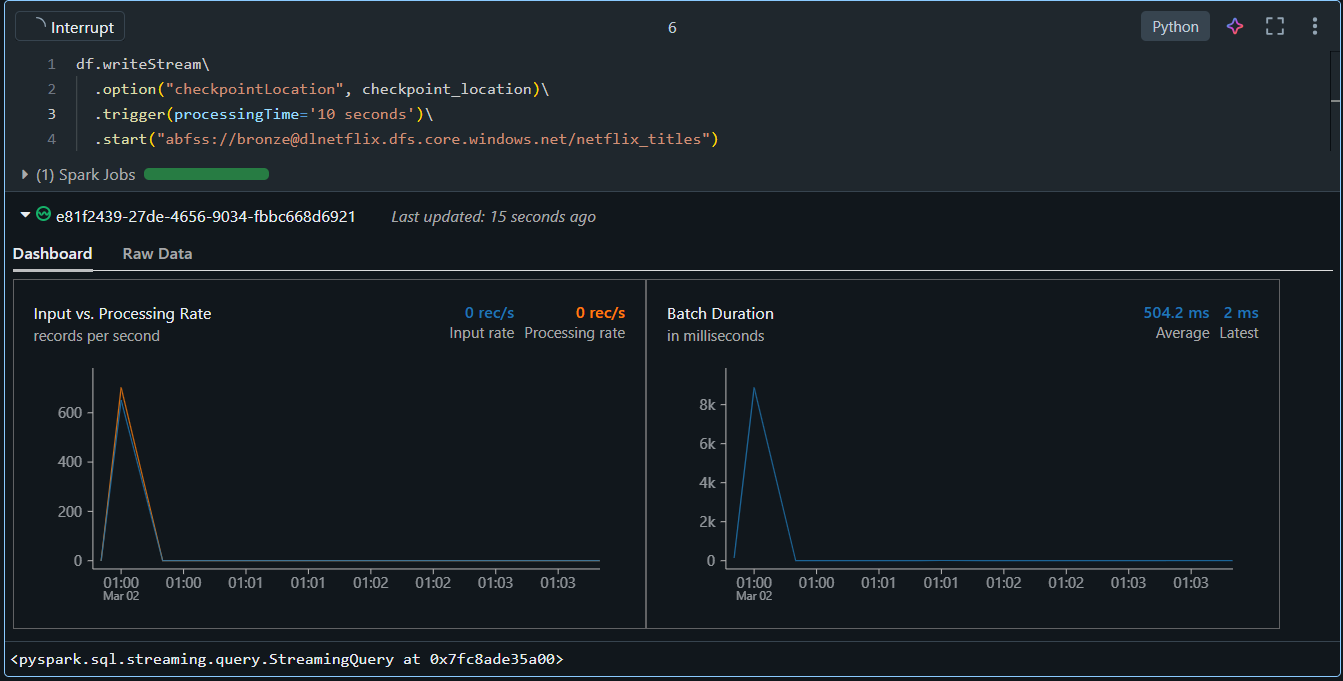 Interrupt
6
Python
1 df.writeStream\
2 .option("checkpointLocation", checkpoint_location)\
3 .trigger(processingTime='10 seconds')\
4 .start("abfss://bronze@dlnetflix.dfs.core.windows.net/netflix_titles")
(1) Spark Jobs
e81f2439-27de-4656-9034-fbbc668d6921 Last updated: 15 seconds ago
Dashboard Raw Data
Input vs. Processing Rate
records per second
0 rec/s 0 rec/s
Input rate Processing rate
600
400
200
0
01:00 01:00 01:01 01:01 01:02 01:02 01:03 01:03
Mar 02
Batch Duration
in milliseconds
504.2 ms 2 ms
Average Latest
8k
6k
4k
2k
0
01:00 01:00 01:01 01:01 01:02 01:02 01:03 01:03
Mar 02
<pyspark.sql.streaming.query.StreamingQuery at 0x7fc8ade35a00>